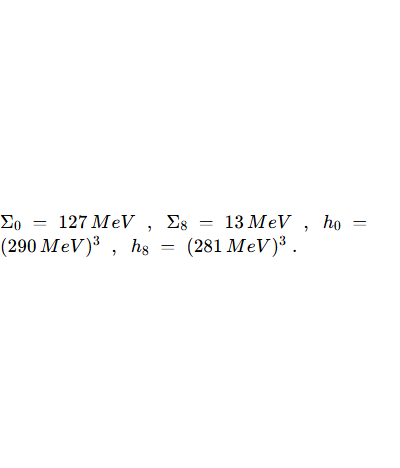 Σ₀ = 127 MeV , Σ₈ = 13 MeV , h₀ =
(290 MeV)³ , h₈ = (281 MeV)³ .